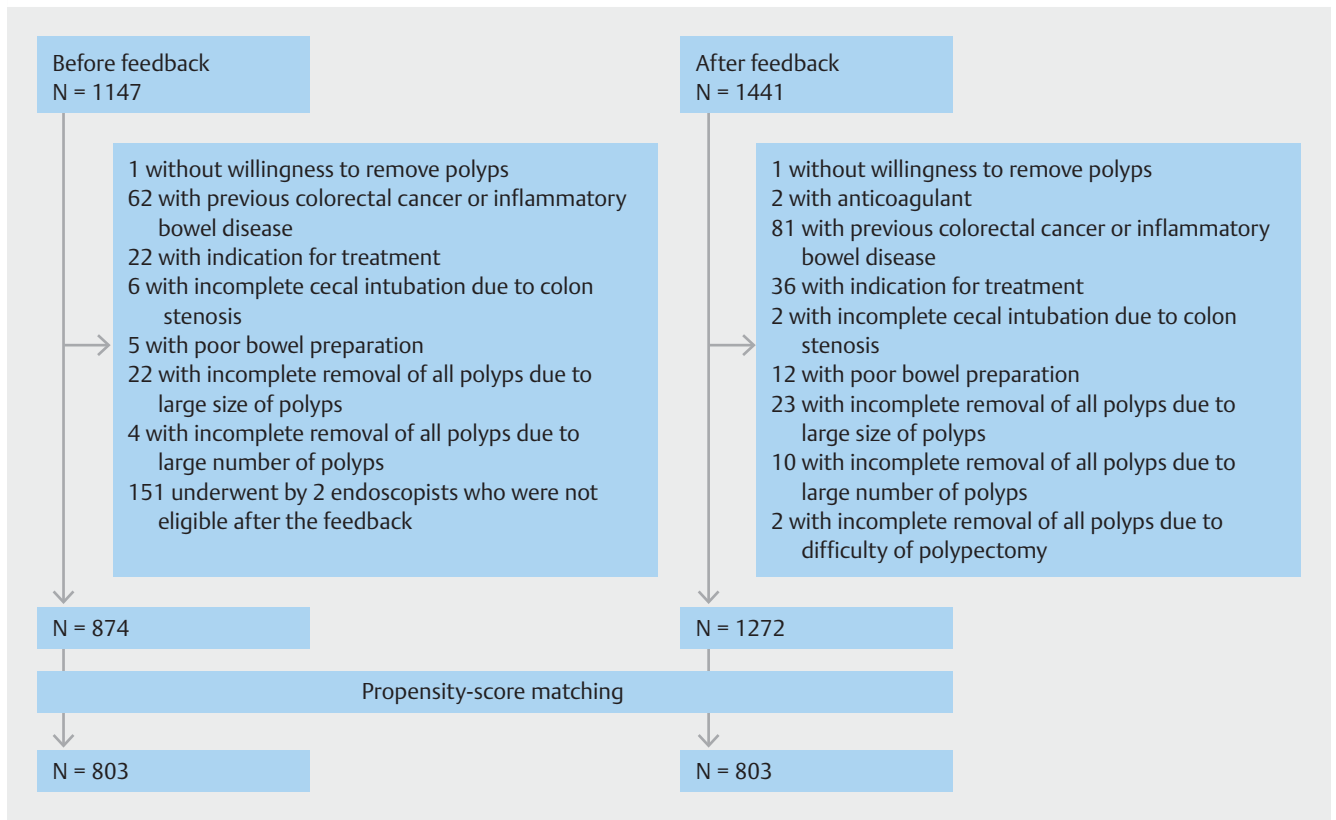 Before feedback
N = 1147
1 without willingness to remove polyps
62 with previous colorectal cancer or inflammatory
bowel disease
22 with indication for treatment
6 with incomplete cecal intubation due to colon
stenosis
5 with poor bowel preparation
22 with incomplete removal of all polyps due to
large size of polyps
4 with incomplete removal of all polyps due to
large number of polyps
151 underwent by 2 endoscopists who were not
eligible after the feedback
N = 874
After feedback
N = 1441
1 without willingness to remove polyps
2 with anticoagulant
81 with previous colorectal cancer or inflammatory
bowel disease
36 with indication for treatment
2 with incomplete cecal intubation due to colon
stenosis
12 with poor bowel preparation
23 with incomplete removal of all polyps due to
large size of polyps
10 with incomplete removal of all polyps due to
large number of polyps
2 with incomplete removal of all polyps due to
difficulty of polypectomy
N = 1272
Propensity-score matching
N = 803
N = 803